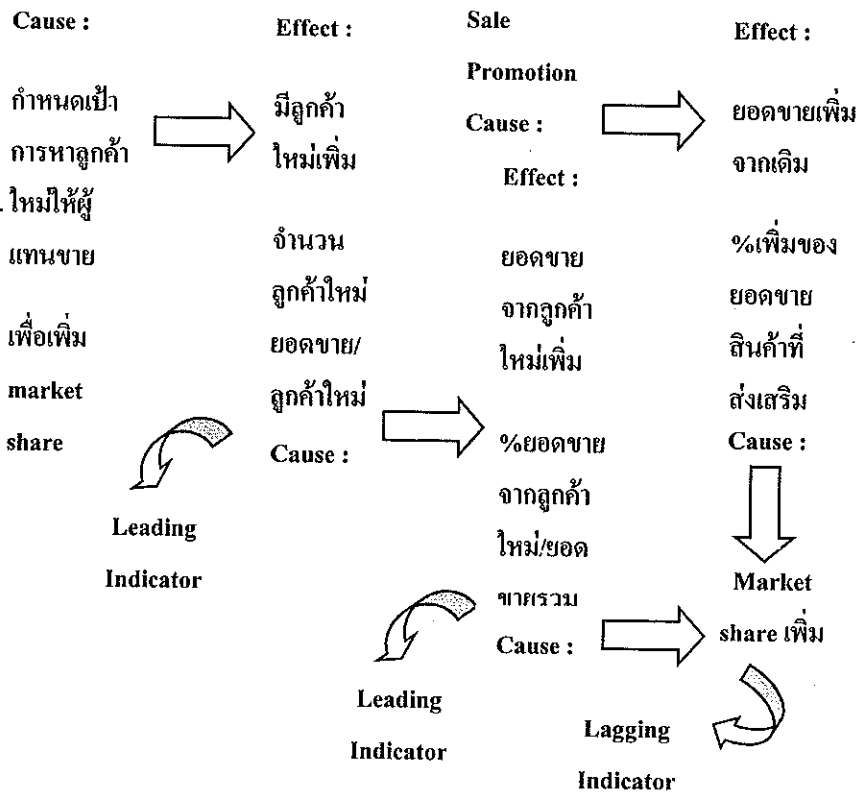 Cause :
กำหนดเป้า
การหาลูกค้า
ใหม่ให้ผู้
แทนขาย
เพื่อเพิ่ม
market
share
Leading
Indicator
Effect :
มีลูกค้า
ใหม่เพิ่ม
จำนวน
ลูกค้าใหม่
ยอดขาย/
ลูกค้าใหม่
Cause :
Sale
Promotion
Cause :
Effect :
ยอดขาย
จากลูกค้า
ใหม่เพิ่ม
%ยอดขาย
จากลูกค้า
ใหม่/ยอด
ขายรวม
Cause :
Leading
Indicator
Effect :
ยอดขายเพิ่ม
จากเดิม
%เพิ่มของ
ยอดขาย
สินค้าที่
ส่งเสริม
Cause :
Market
share เพิ่ม
Lagging
Indicator